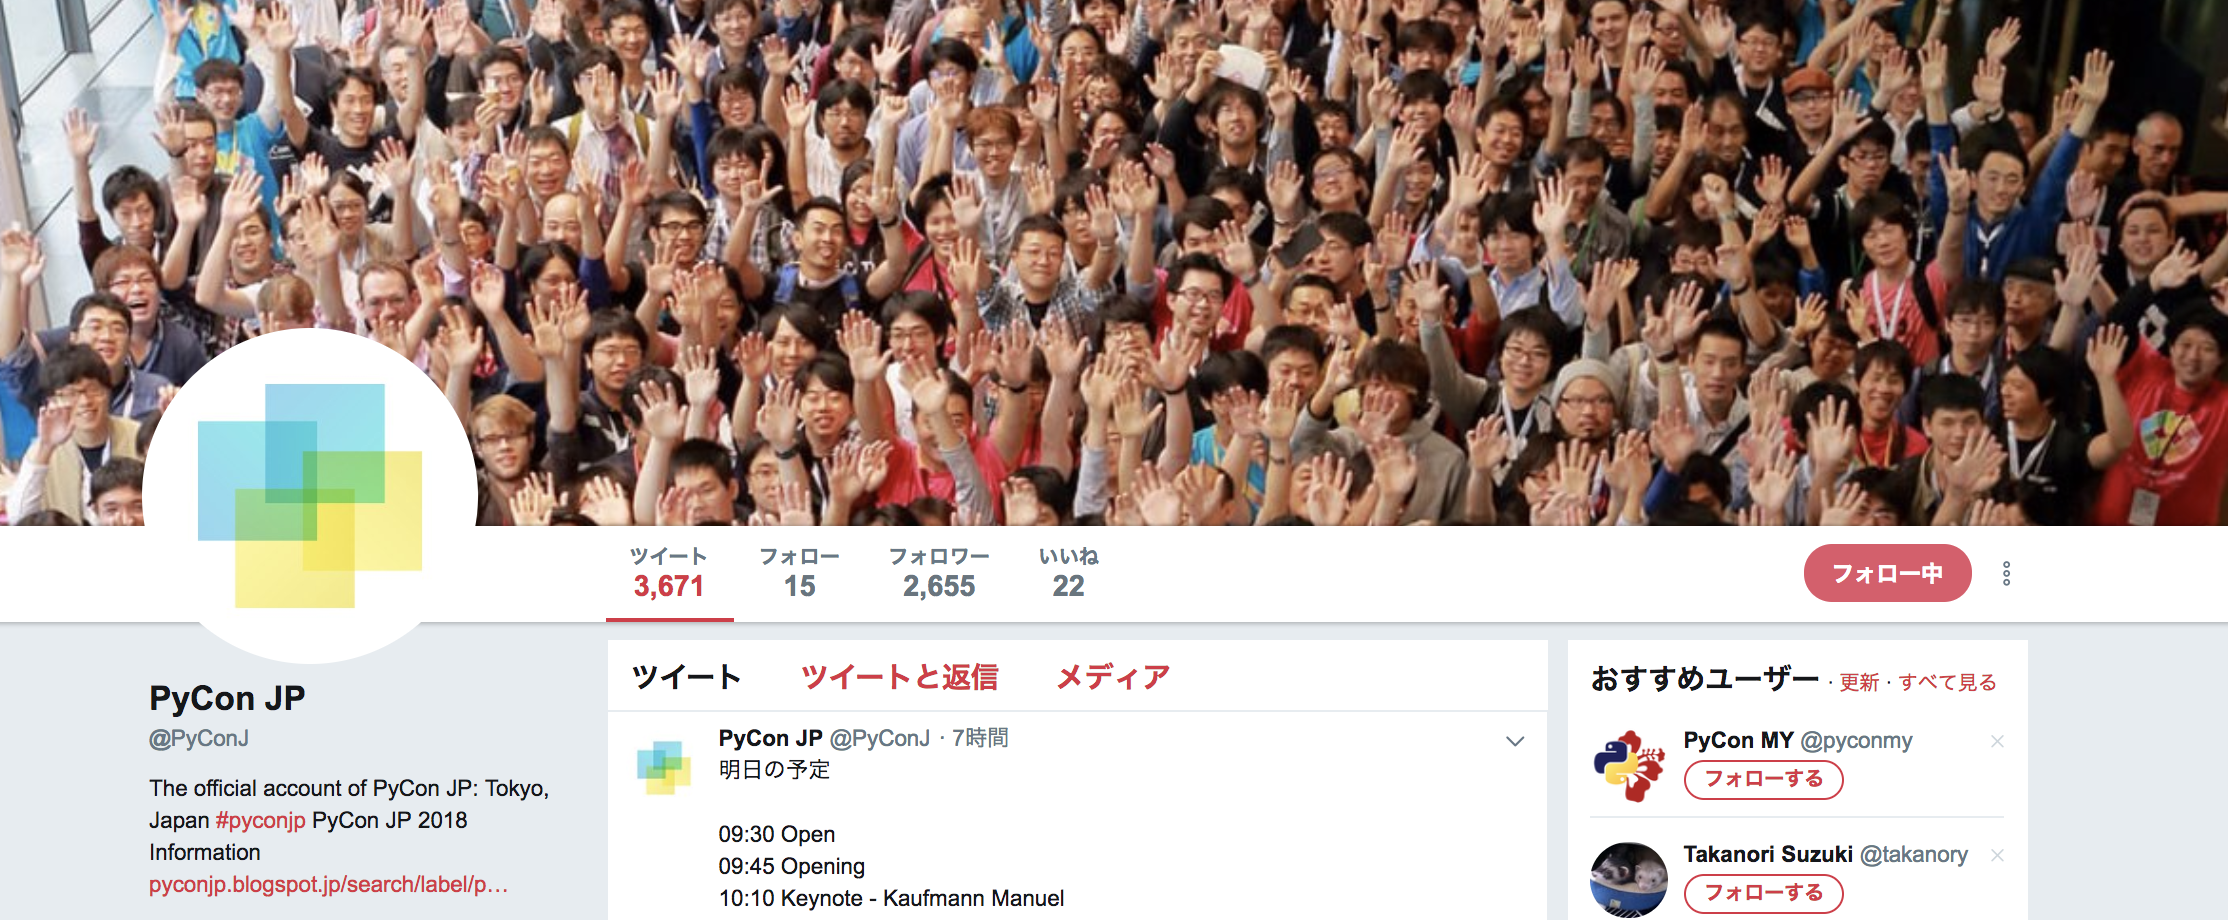 ツイート
3,671
フォロー
15
フォロワー
2,655
いいね
22
フォロー中
PyCon JP
@PyConJ
The official account of PyCon JP: Tokyo,
Japan #pyconjp PyCon JP 2018
Information
pyconjp.blogspot.jp/search/label/p…
ツイート ツイートと返信 メディア
PyCon JP @PyConJ · 7時間
明日の予定
09:30 Open
09:45 Opening
10:10 Keynote - Kaufmann Manuel
おすすめユーザー · 更新 · すべて見る
PyCon MY @pyconmy
フォローする
Takanori Suzuki @takanory
フォローする